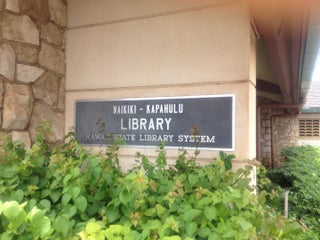 WAIKIKI - KAPAHULU
LIBRARY
HAWAII STATE LIBRARY SYSTEM